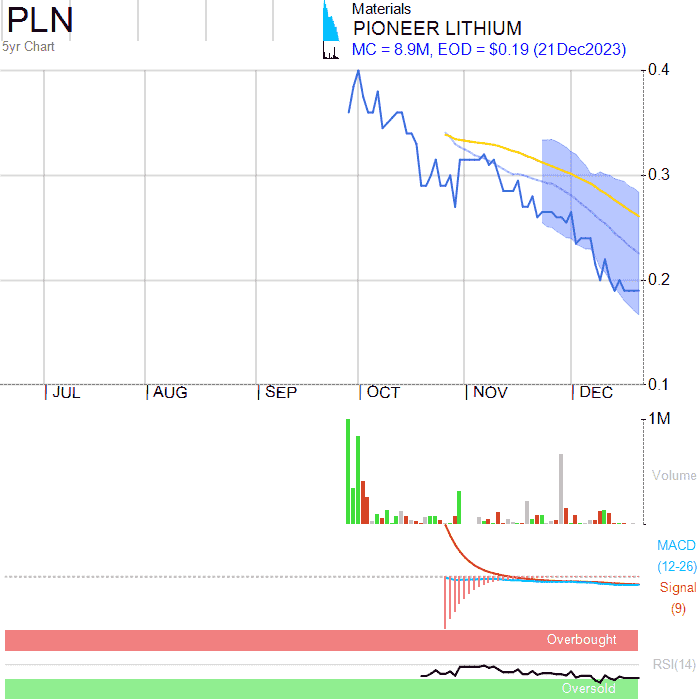 PLN
5yr Chart
Materials
PIONEER LITHIUM
MC = 8.9M, EOD = $0.19 (21Dec2023)
0.4
0.3
0.2
0.1
JUL AUG SEP OCT NOV DEC
1M
Volume
MACD
(12-26)
Signal
(9)
Overbought
RSI(14)
Oversold